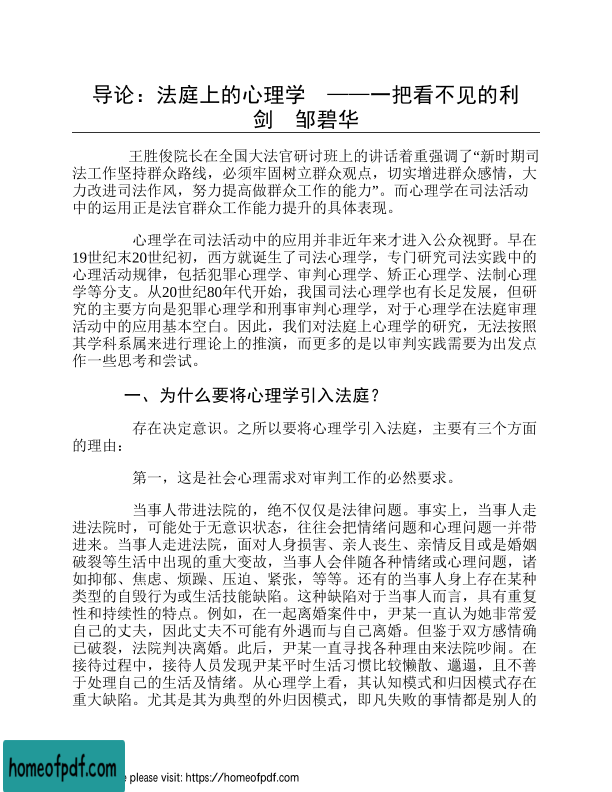 导论：法庭上的心理学　——一把看不见的利
剑　邹碧华
王胜俊院长在全国大法官研讨班上的讲话着重强调了“新时期司
法工作坚持群众路线，必须牢固树立群众观点，切实增进群众感情，大
力改进司法作风，努力提高做群众工作的能力”。而心理学在司法活动
中的运用正是法官群众工作能力提升的具体表现。
心理学在司法活动中的应用并非近年来才进入公众视野。早在
19世纪末20世纪初，西方就诞生了司法心理学，专门研究司法实践中的
心理活动规律，包括犯罪心理学、审判心理学、矫正心理学、法制心理
学等分支。从20世纪80年代开始，我国司法心理学也有长足发展，但研
究的主要方向是犯罪心理学和刑事审判心理学，对于心理学在法庭审理
活动中的应用基本空白。因此，我们对法庭上心理学的研究，无法按照
其学科系属来进行理论上的推演，而更多的是以审判实践需要为出发点
作一些思考和尝试。
一、为什么要将心理学引入法庭？
存在决定意识。之所以要将心理学引入法庭，主要有三个方面
的理由：
第一，这是社会心理需求对审判工作的必然要求。
当事人带进法院的，绝不仅仅是法律问题。事实上，当事人走
进法院时，可能处于无意识状态，往往会把情绪问题和心理问题一并带
进来。当事人走进法院，面对人身损害、亲人丧生、亲情反目或是婚姻
破裂等生活中出现的重大变故，当事人会伴随各种情绪或心理问题，诸
如抑郁、焦虑、烦躁、压迫、紧张，等等。还有的当事人身上存在某种
类型的自毁行为或生活技能缺陷。这种缺陷对于当事人而言，具有重复
性和持续性的特点。例如，在一起离婚案件中，尹某一直认为她非常爱
自己的丈夫，因此丈夫不可能有外遇而与自己离婚。但鉴于双方感情确
已破裂，法院判决离婚。此后，尹某一直寻找各种理由来法院吵闹。在
接待过程中，接待人员发现尹某平时生活习惯比较懒散、邋遢，且不善
于处理自己的生活及情绪。从心理学上看，其认知模式和归因模式存在
重大缺陷。尤其是其为典型的外归因模式，即凡失败的事情都是别人的
homeofpdf.com
e please visit: https://homeofpdf.com